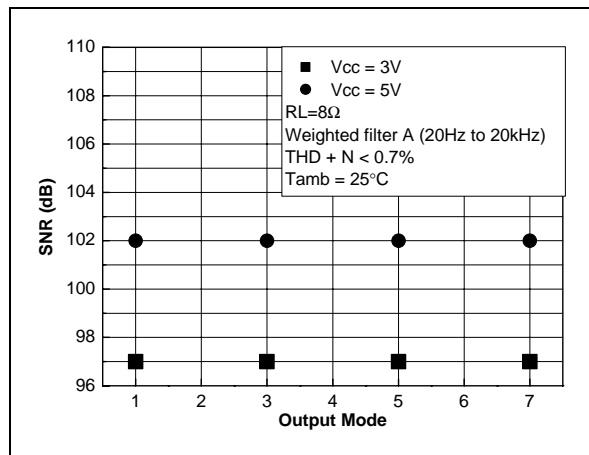 110
108
106
104
102
100
98
96
SNR (dB)
Vcc = 3V
Vcc = 5V
RL=8Ω
Weighted filter A (20Hz to 20kHz)
THD + N < 0.7%
Tamb = 25°C
1 2 3 4 5 6 7
Output Mode